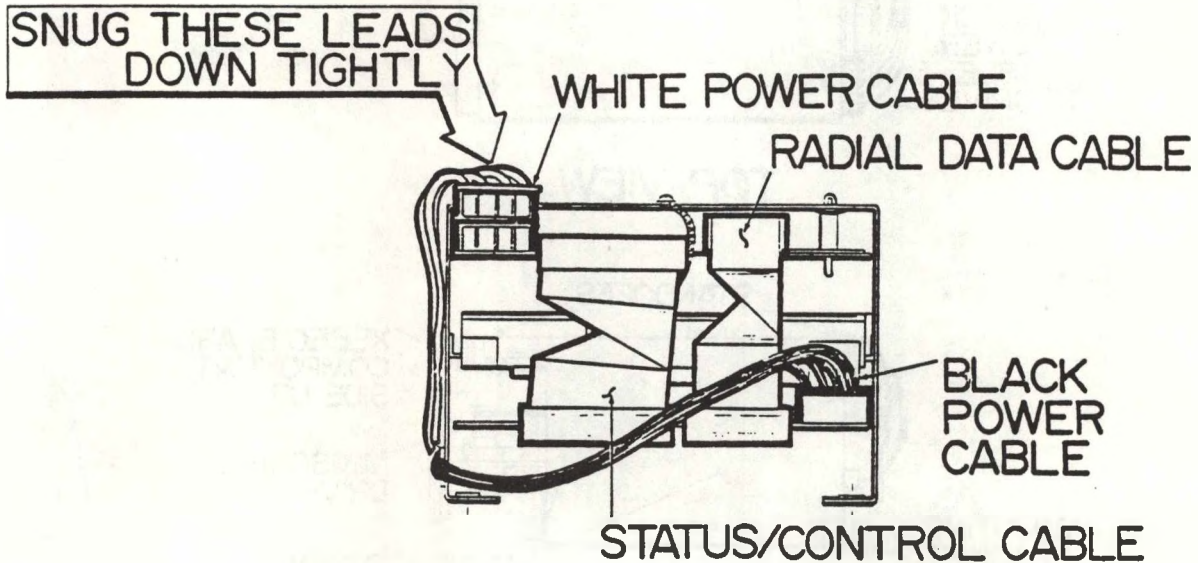 SNUG THESE LEADS
DOWN TIGHTLY
WHITE POWER CABLE
RADIAL DATA CABLE
BLACK
POWER
CABLE
STATUS/CONTROL CABLE